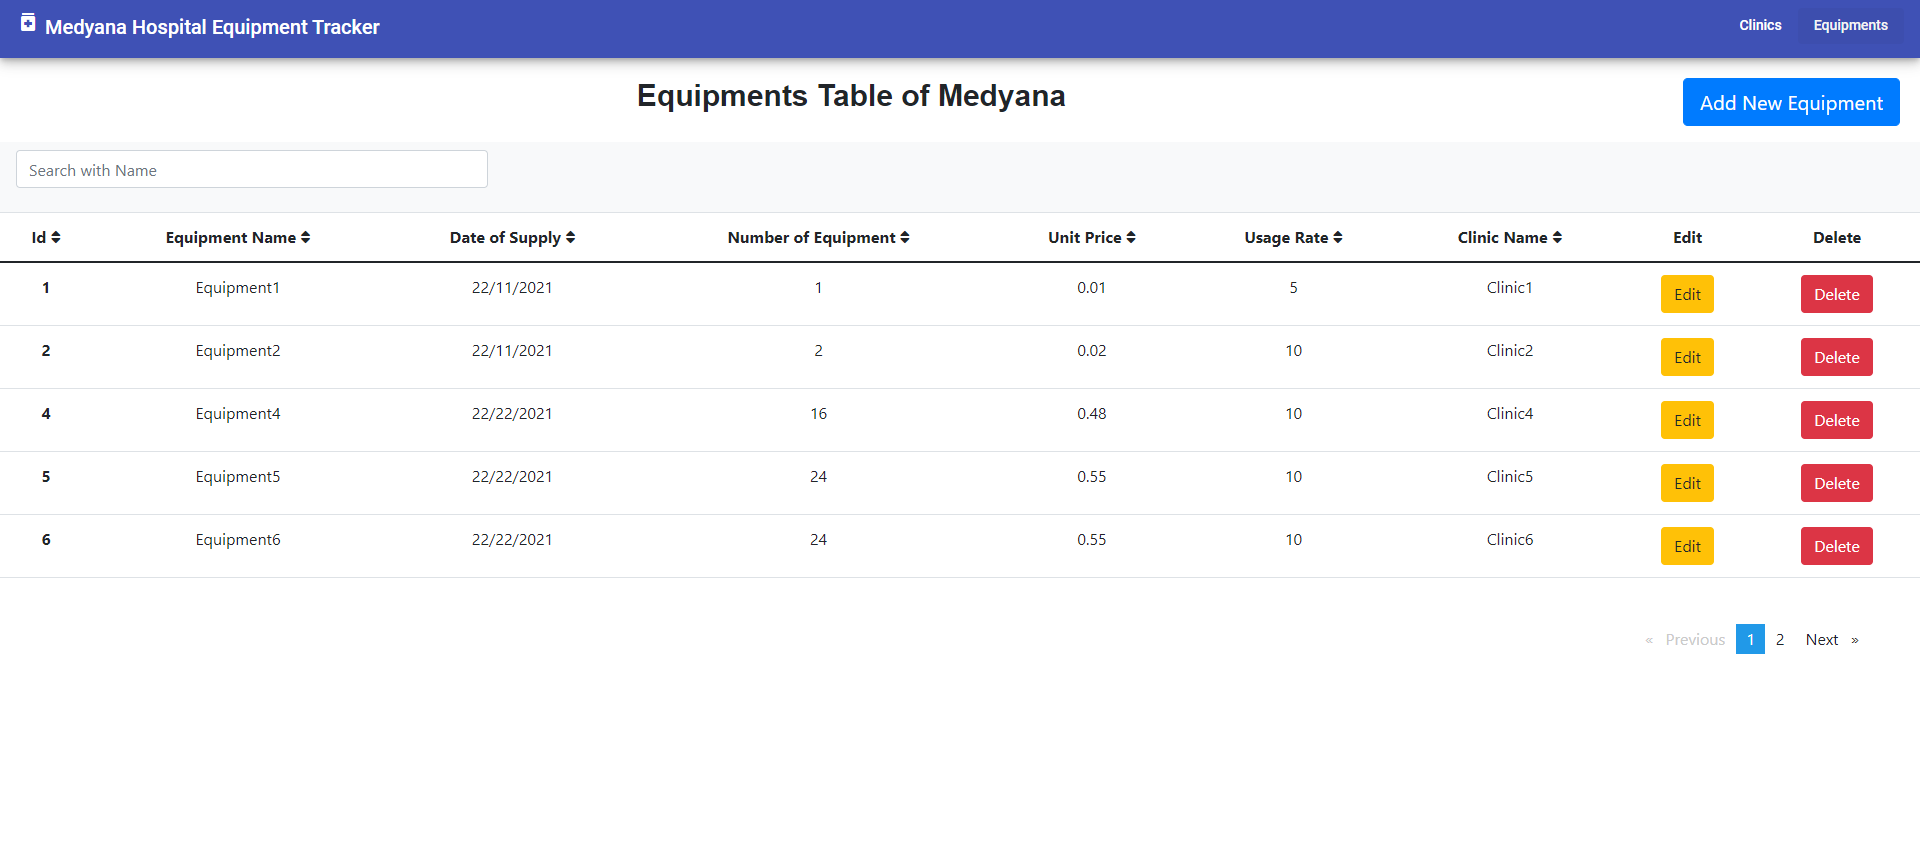 Medyana Hospital Equipment Tracker Clinics Equipments
Equipments Table of Medyana Add New Equipment
Search with Name
Id Equipment Name Date of Supply Number of Equipment Unit Price Usage Rate Clinic Name Edit Delete
1 Equipment1 22/11/2021 1 0.01 5 Clinic1 Edit Delete
2 Equipment2 22/11/2021 2 0.02 10 Clinic2 Edit Delete
4 Equipment4 22/22/2021 16 0.48 10 Clinic4 Edit Delete
5 Equipment5 22/22/2021 24 0.55 10 Clinic5 Edit Delete
6 Equipment6 22/22/2021 24 0.55 10 Clinic6 Edit Delete
« Previous 1 2 Next »